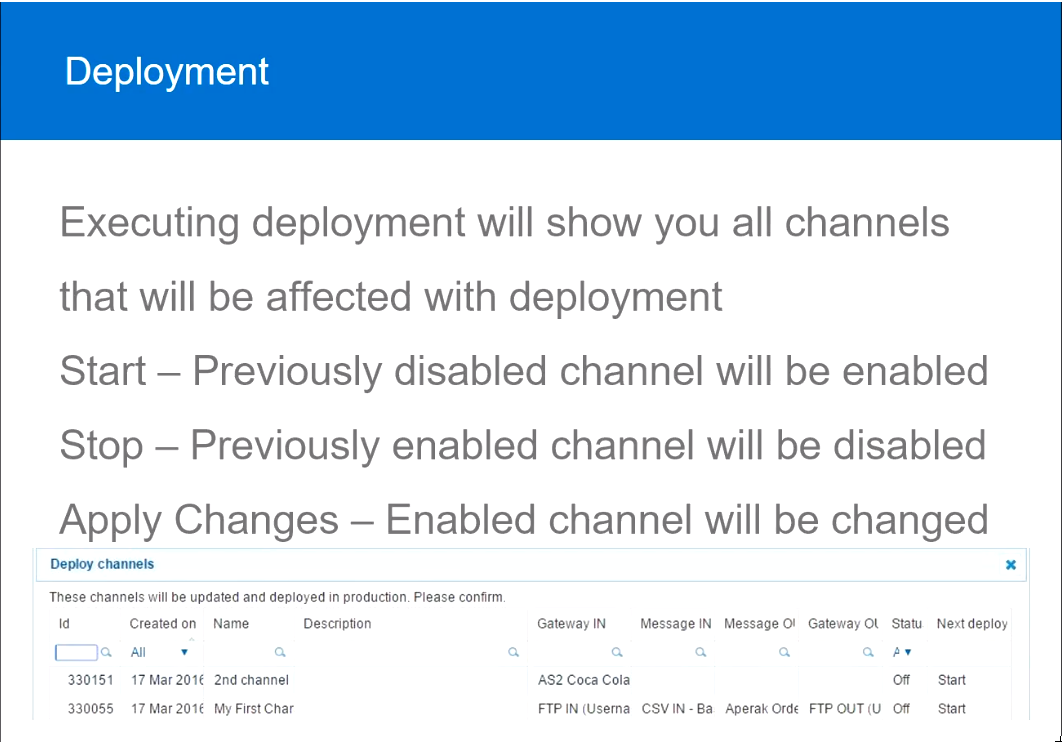 Deployment
Executing deployment will show you all channels
that will be affected with deployment
Start – Previously disabled channel will be enabled
Stop – Previously enabled channel will be disabled
Apply Changes – Enabled channel will be changed
Deploy channels
These channels will be updated and deployed in production. Please confirm.
Id Created on Name Description Gateway IN Message IN Message OU Gateway OU Statu Next deploy
All A
330151 17 Mar 2016 2nd channel AS2 Coca Cola Off Start
330055 17 Mar 2016 My First Char FTP IN (Userna CSV IN - Ba Aperak Orde FTP OUT (U Off Start